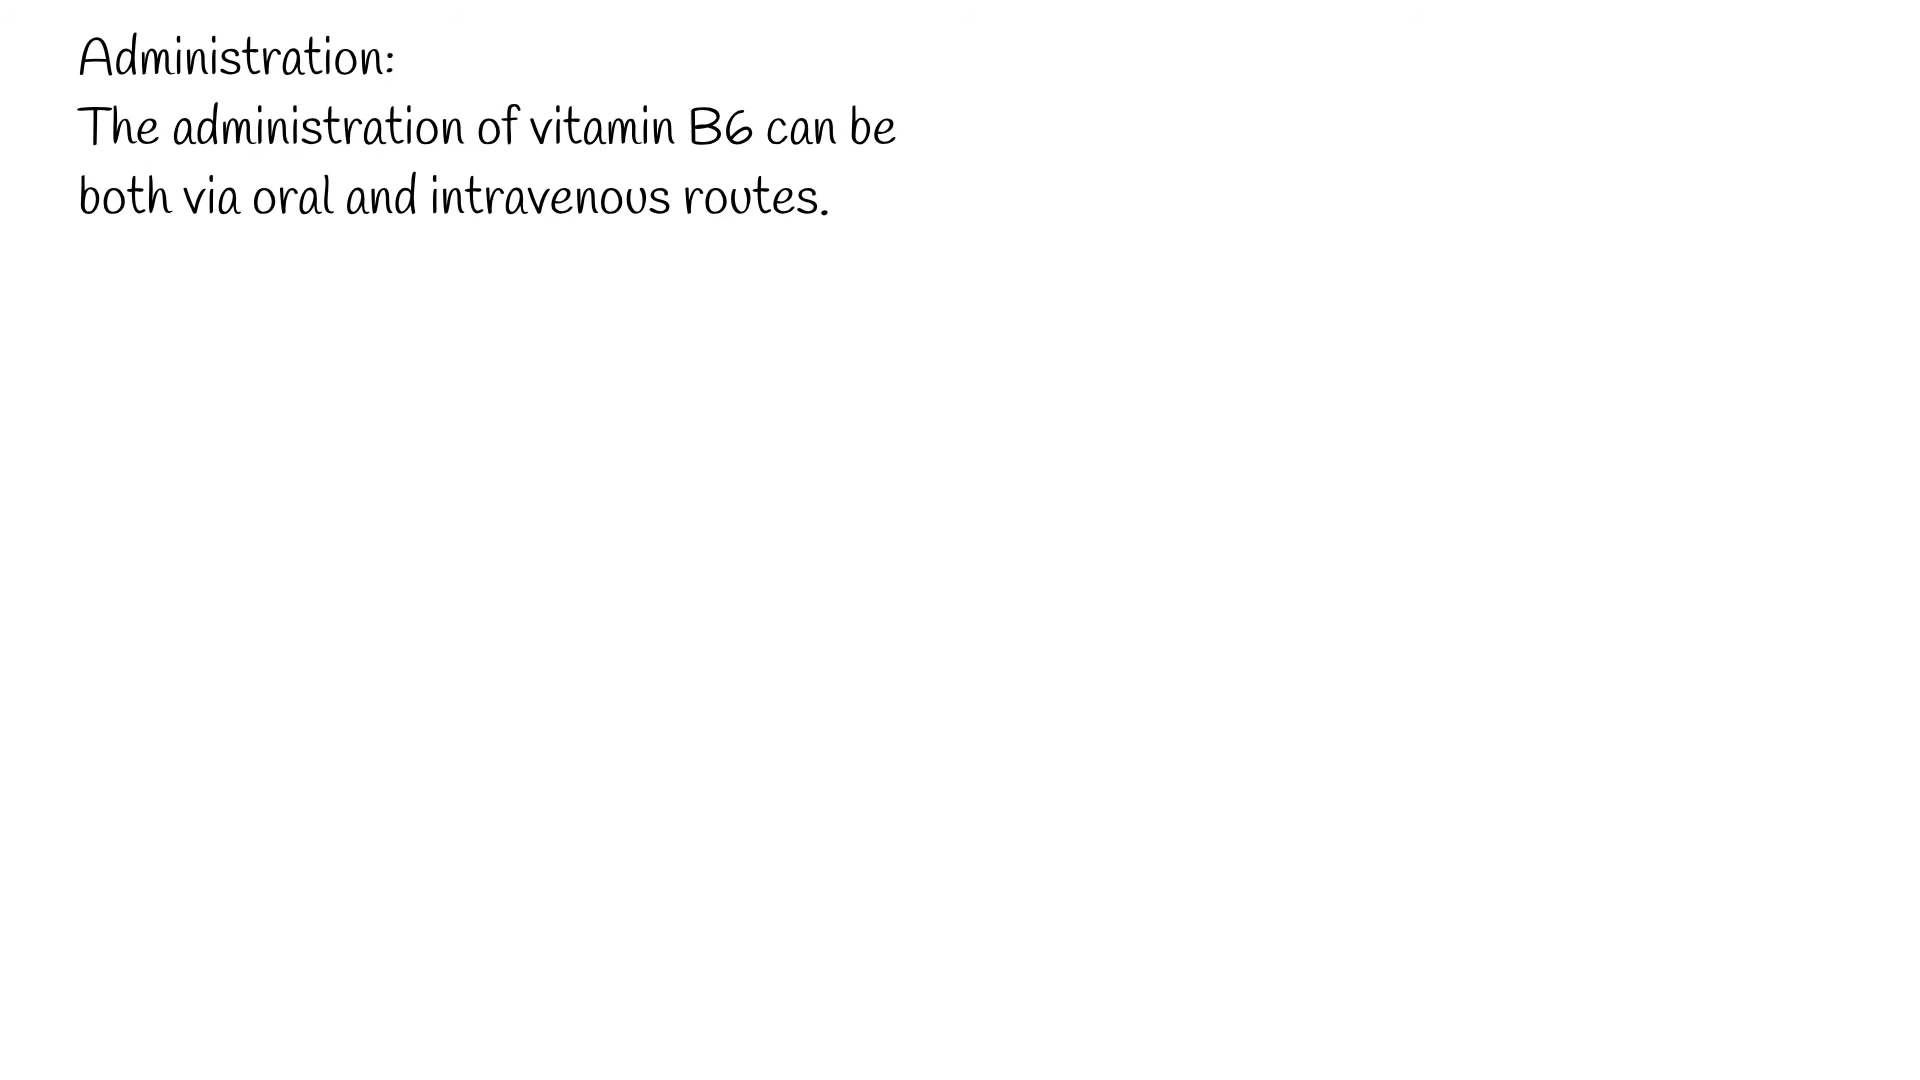 Administration:
The administration of vitamin B6 can be
both via oral and intravenous routes.